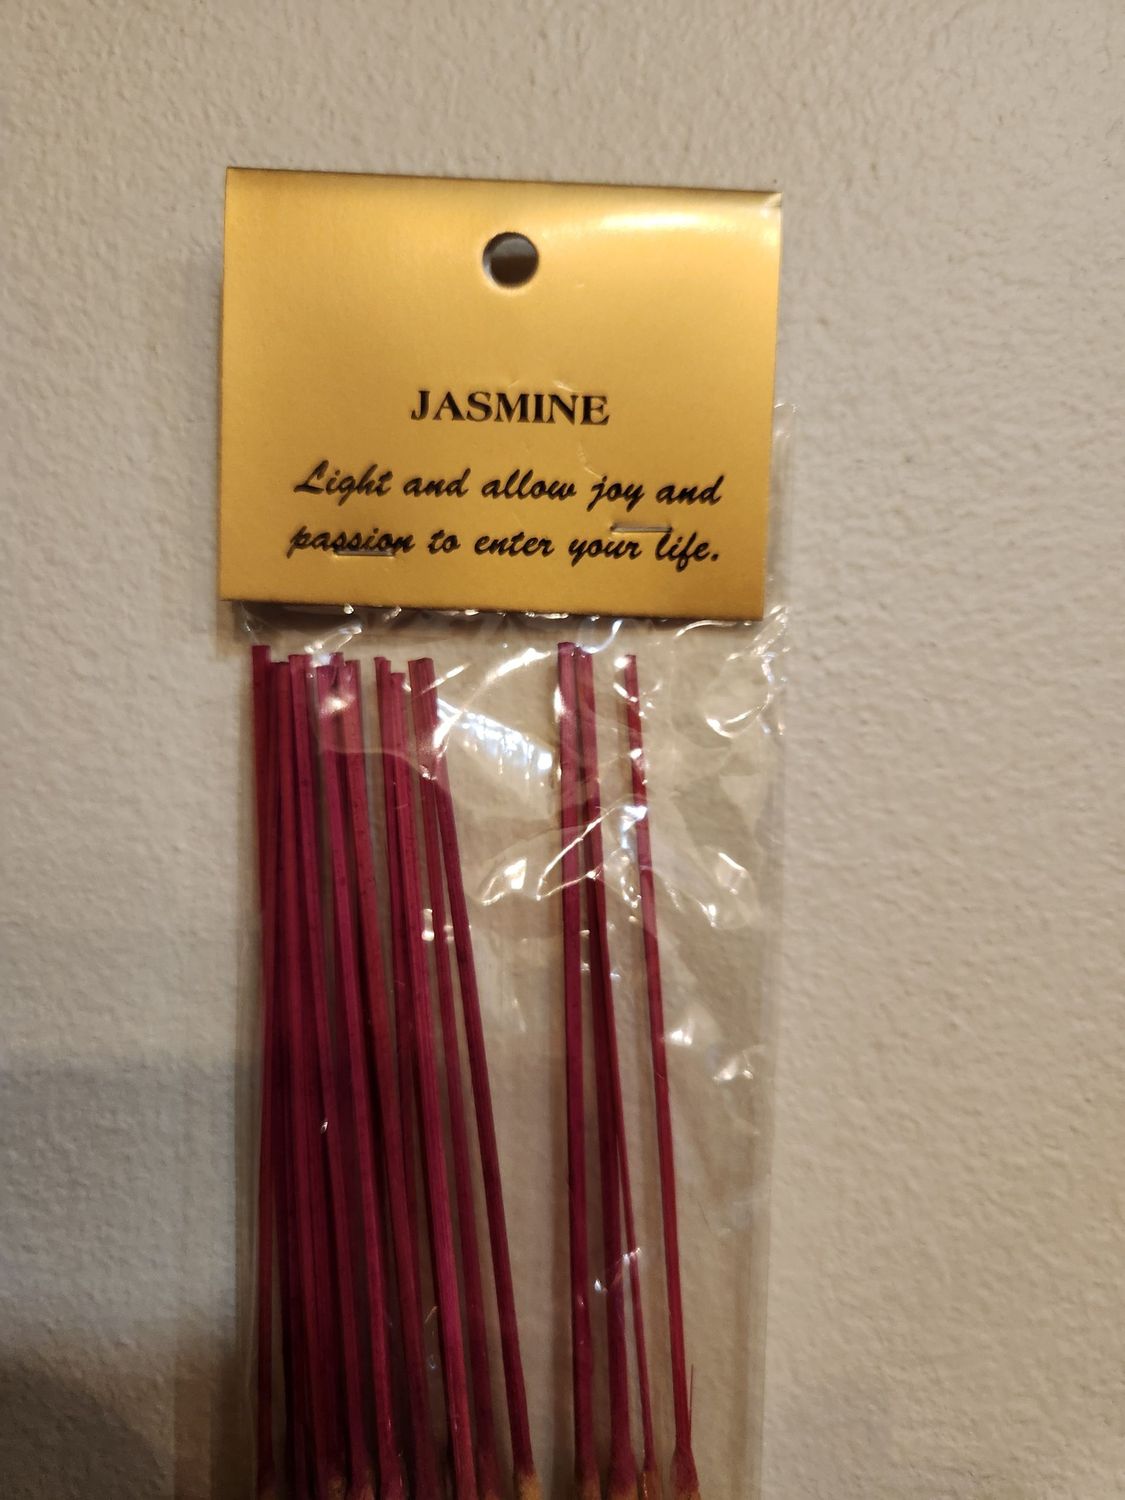 JASMINE
Light and allow joy and
passion to enter your life.